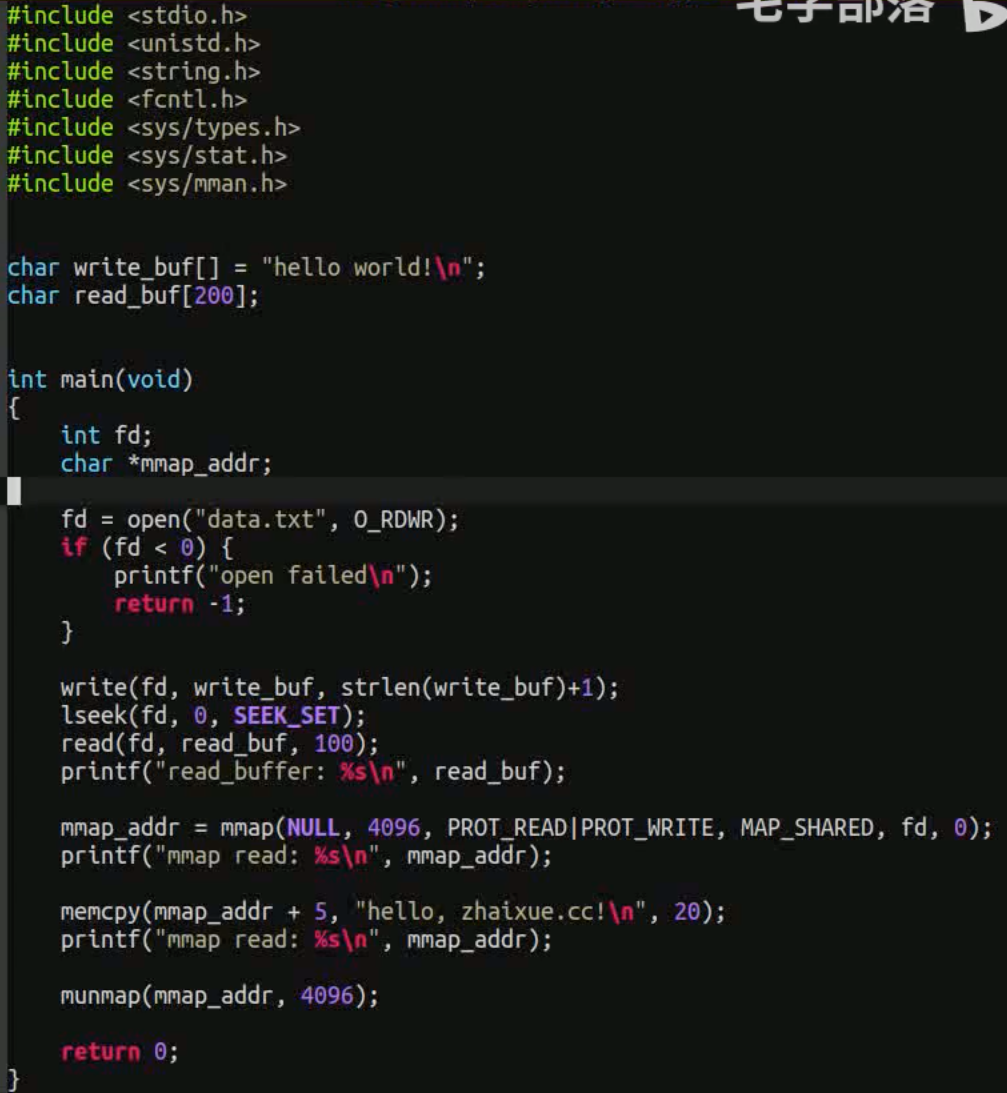 七子部落
#include <stdio.h>
#include <unistd.h>
#include <string.h>
#include <fcntl.h>
#include <sys/types.h>
#include <sys/stat.h>
#include <sys/mman.h>
char write_buf[] = "hello world!\n";
char read_buf[200];
int main(void)
{
    int fd;
    char *mmap_addr;
    fd = open("data.txt", O_RDWR);
    if (fd < 0) {
        printf("open failed\n");
        return -1;
    }
    write(fd, write_buf, strlen(write_buf)+1);
    lseek(fd, 0, SEEK_SET);
    read(fd, read_buf, 100);
    printf("read_buffer: %s\n", read_buf);
    mmap_addr = mmap(NULL, 4096, PROT_READ|PROT_WRITE, MAP_SHARED, fd, 0);
    printf("mmap read: %s\n", mmap_addr);
    memcpy(mmap_addr + 5, "hello, zhaixue.cc!\n", 20);
    printf("mmap read: %s\n", mmap_addr);
    munmap(mmap_addr, 4096);
    return 0;
}